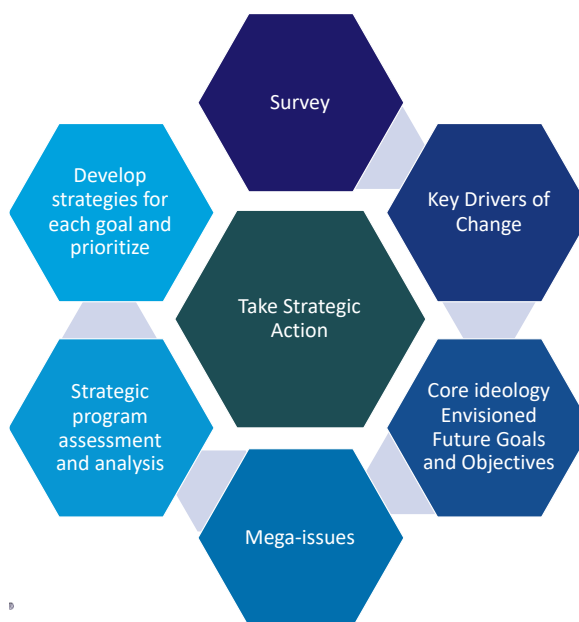 Survey
Key Drivers of
Change
Core ideology
Envisioned
Future Goals
and Objectives
Mega-issues
Strategic
program
assessment
and analysis
Develop
strategies for
each goal and
prioritize
Take Strategic
Action